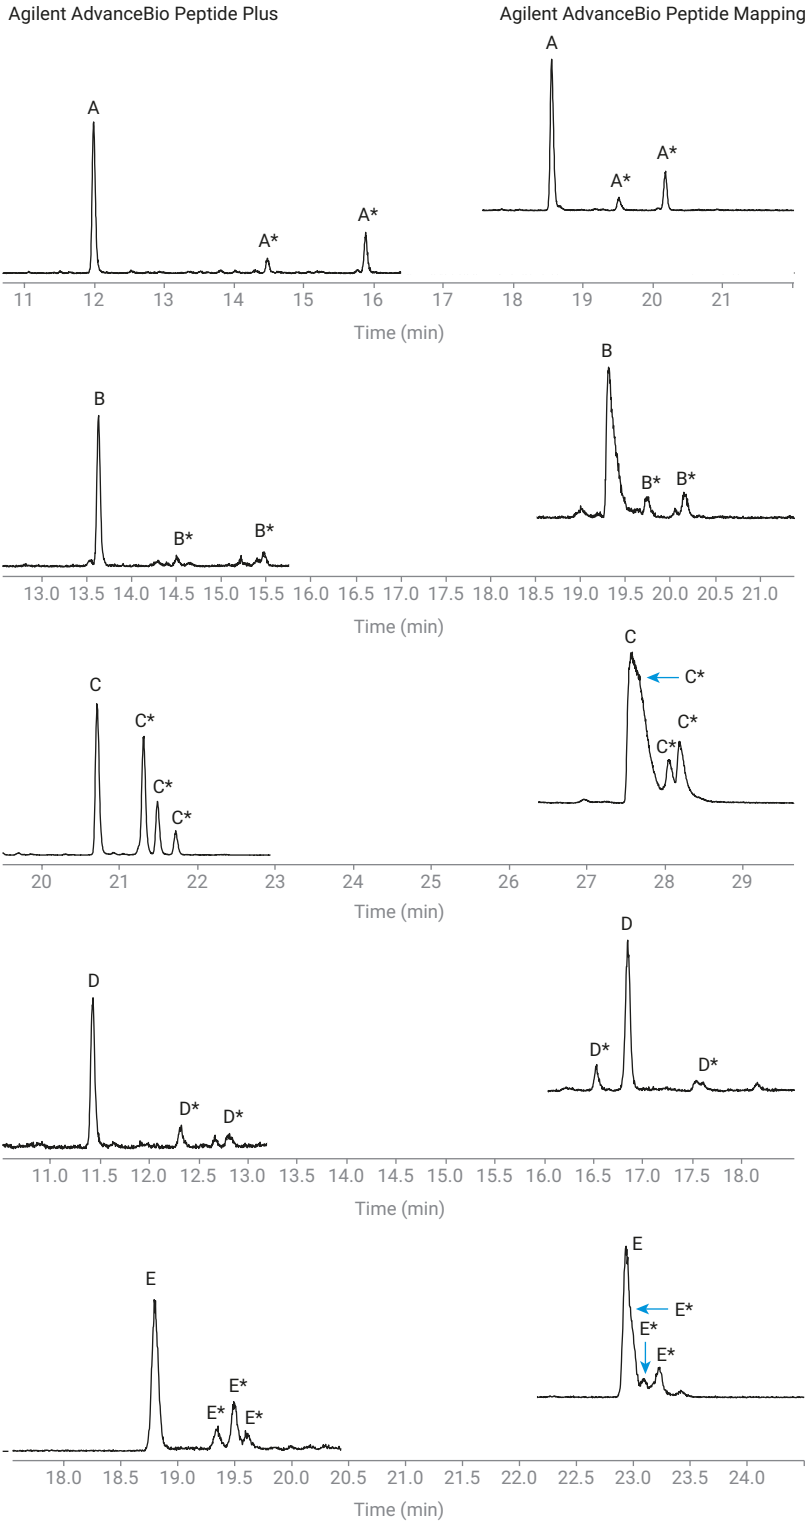 Agilent AdvanceBio Peptide Plus
Agilent AdvanceBio Peptide Mapping
A
A
A*
A*
A*
A*
11 12 13 14 15 16 17 18 19 20 21
Time (min)
B
B
B*
B*
B*
B*
13.0 13.5 14.0 14.5 15.0 15.5 16.0 16.5 17.0 17.5 18.0 18.5 19.0 19.5 20.0 20.5 21.0
Time (min)
C
C
C*
C*
C*
C*
C*
C*
20 21 22 23 24 25 26 27 28 29
Time (min)
D
D
D*
D*
D*
D*
11.0 11.5 12.0 12.5 13.0 13.5 14.0 14.5 15.0 15.5 16.0 16.5 17.0 17.5 18.0
Time (min)
E
E
E*
E*
E*
E*
E*
E*
18.0 18.5 19.0 19.5 20.0 20.5 21.0 21.5 22.0 22.5 23.0 23.5 24.0
Time (min)